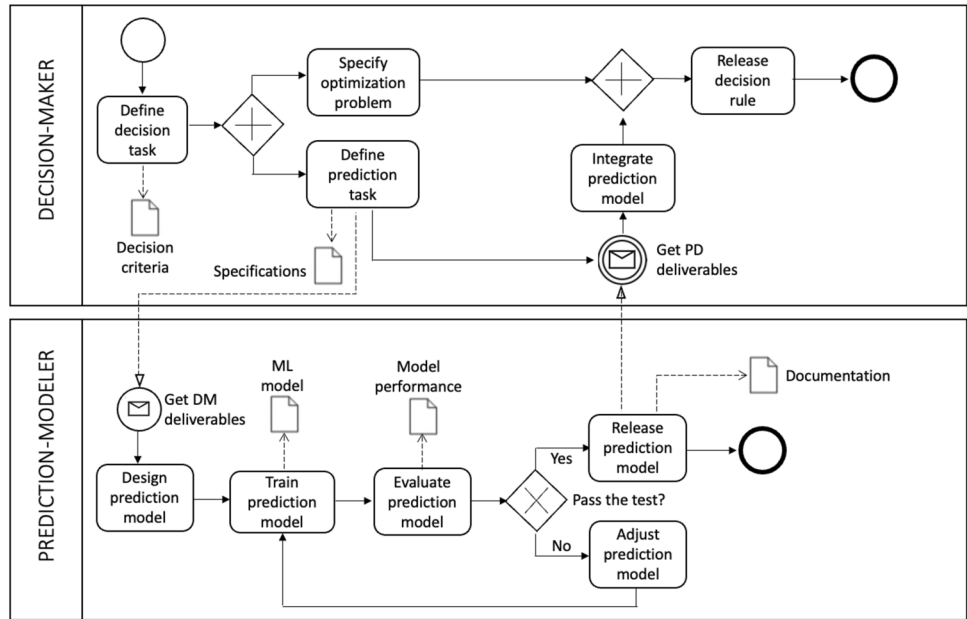 DECISION-MAKER
Define
decision
task
Decision
criteria
Specify
optimization
problem
Define
prediction
task
Specifications
Integrate
prediction
model
Get PD
deliverables
Release
decision
rule
PREDICTION-MODELER
Get DM
deliverables
Design
prediction
model
ML
model
Train
prediction
model
Model
performance
Evaluate
prediction
model
Pass the test?
Yes
No
Release
prediction
model
Documentation
Adjust
prediction
model